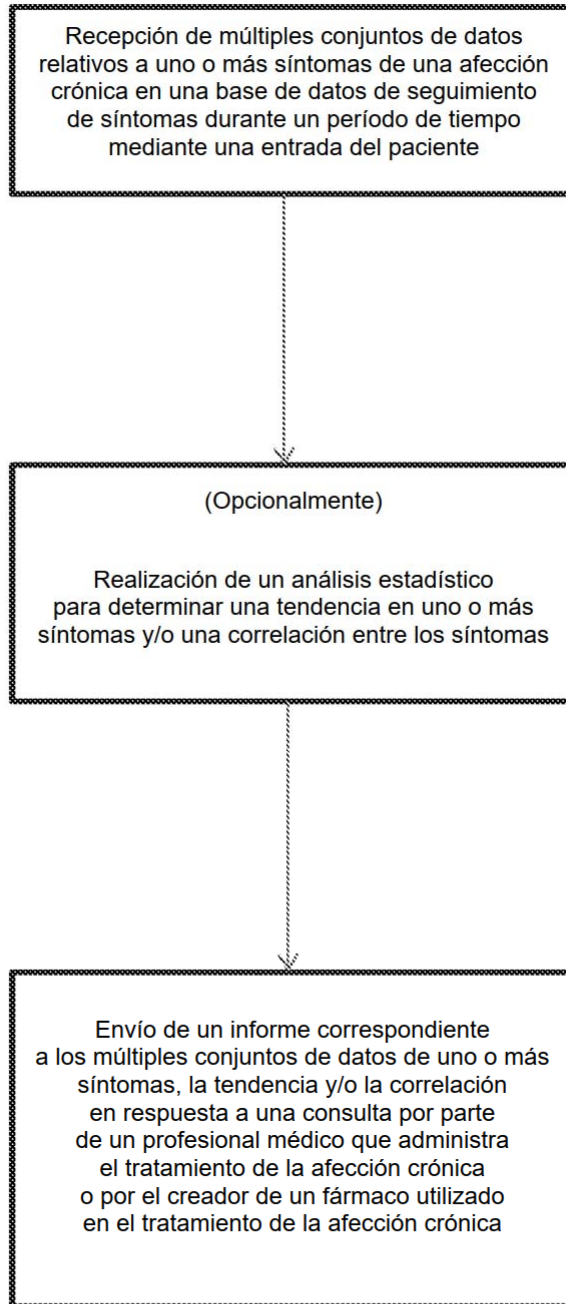 Recepción de múltiples conjuntos de datos
relativos a uno o más síntomas de una afección
crónica en una base de datos de seguimiento
de síntomas durante un período de tiempo
mediante una entrada del paciente
(Opcionalmente)
Realización de un análisis estadístico
para determinar una tendencia en uno o más
síntomas y/o una correlación entre los síntomas
Envío de un informe correspondiente
a los múltiples conjuntos de datos de uno o más
síntomas, la tendencia y/o la correlación
en respuesta a una consulta por parte
de un profesional médico que administra
el tratamiento de la afección crónica
o por el creador de un fármaco utilizado
en el tratamiento de la afección crónica